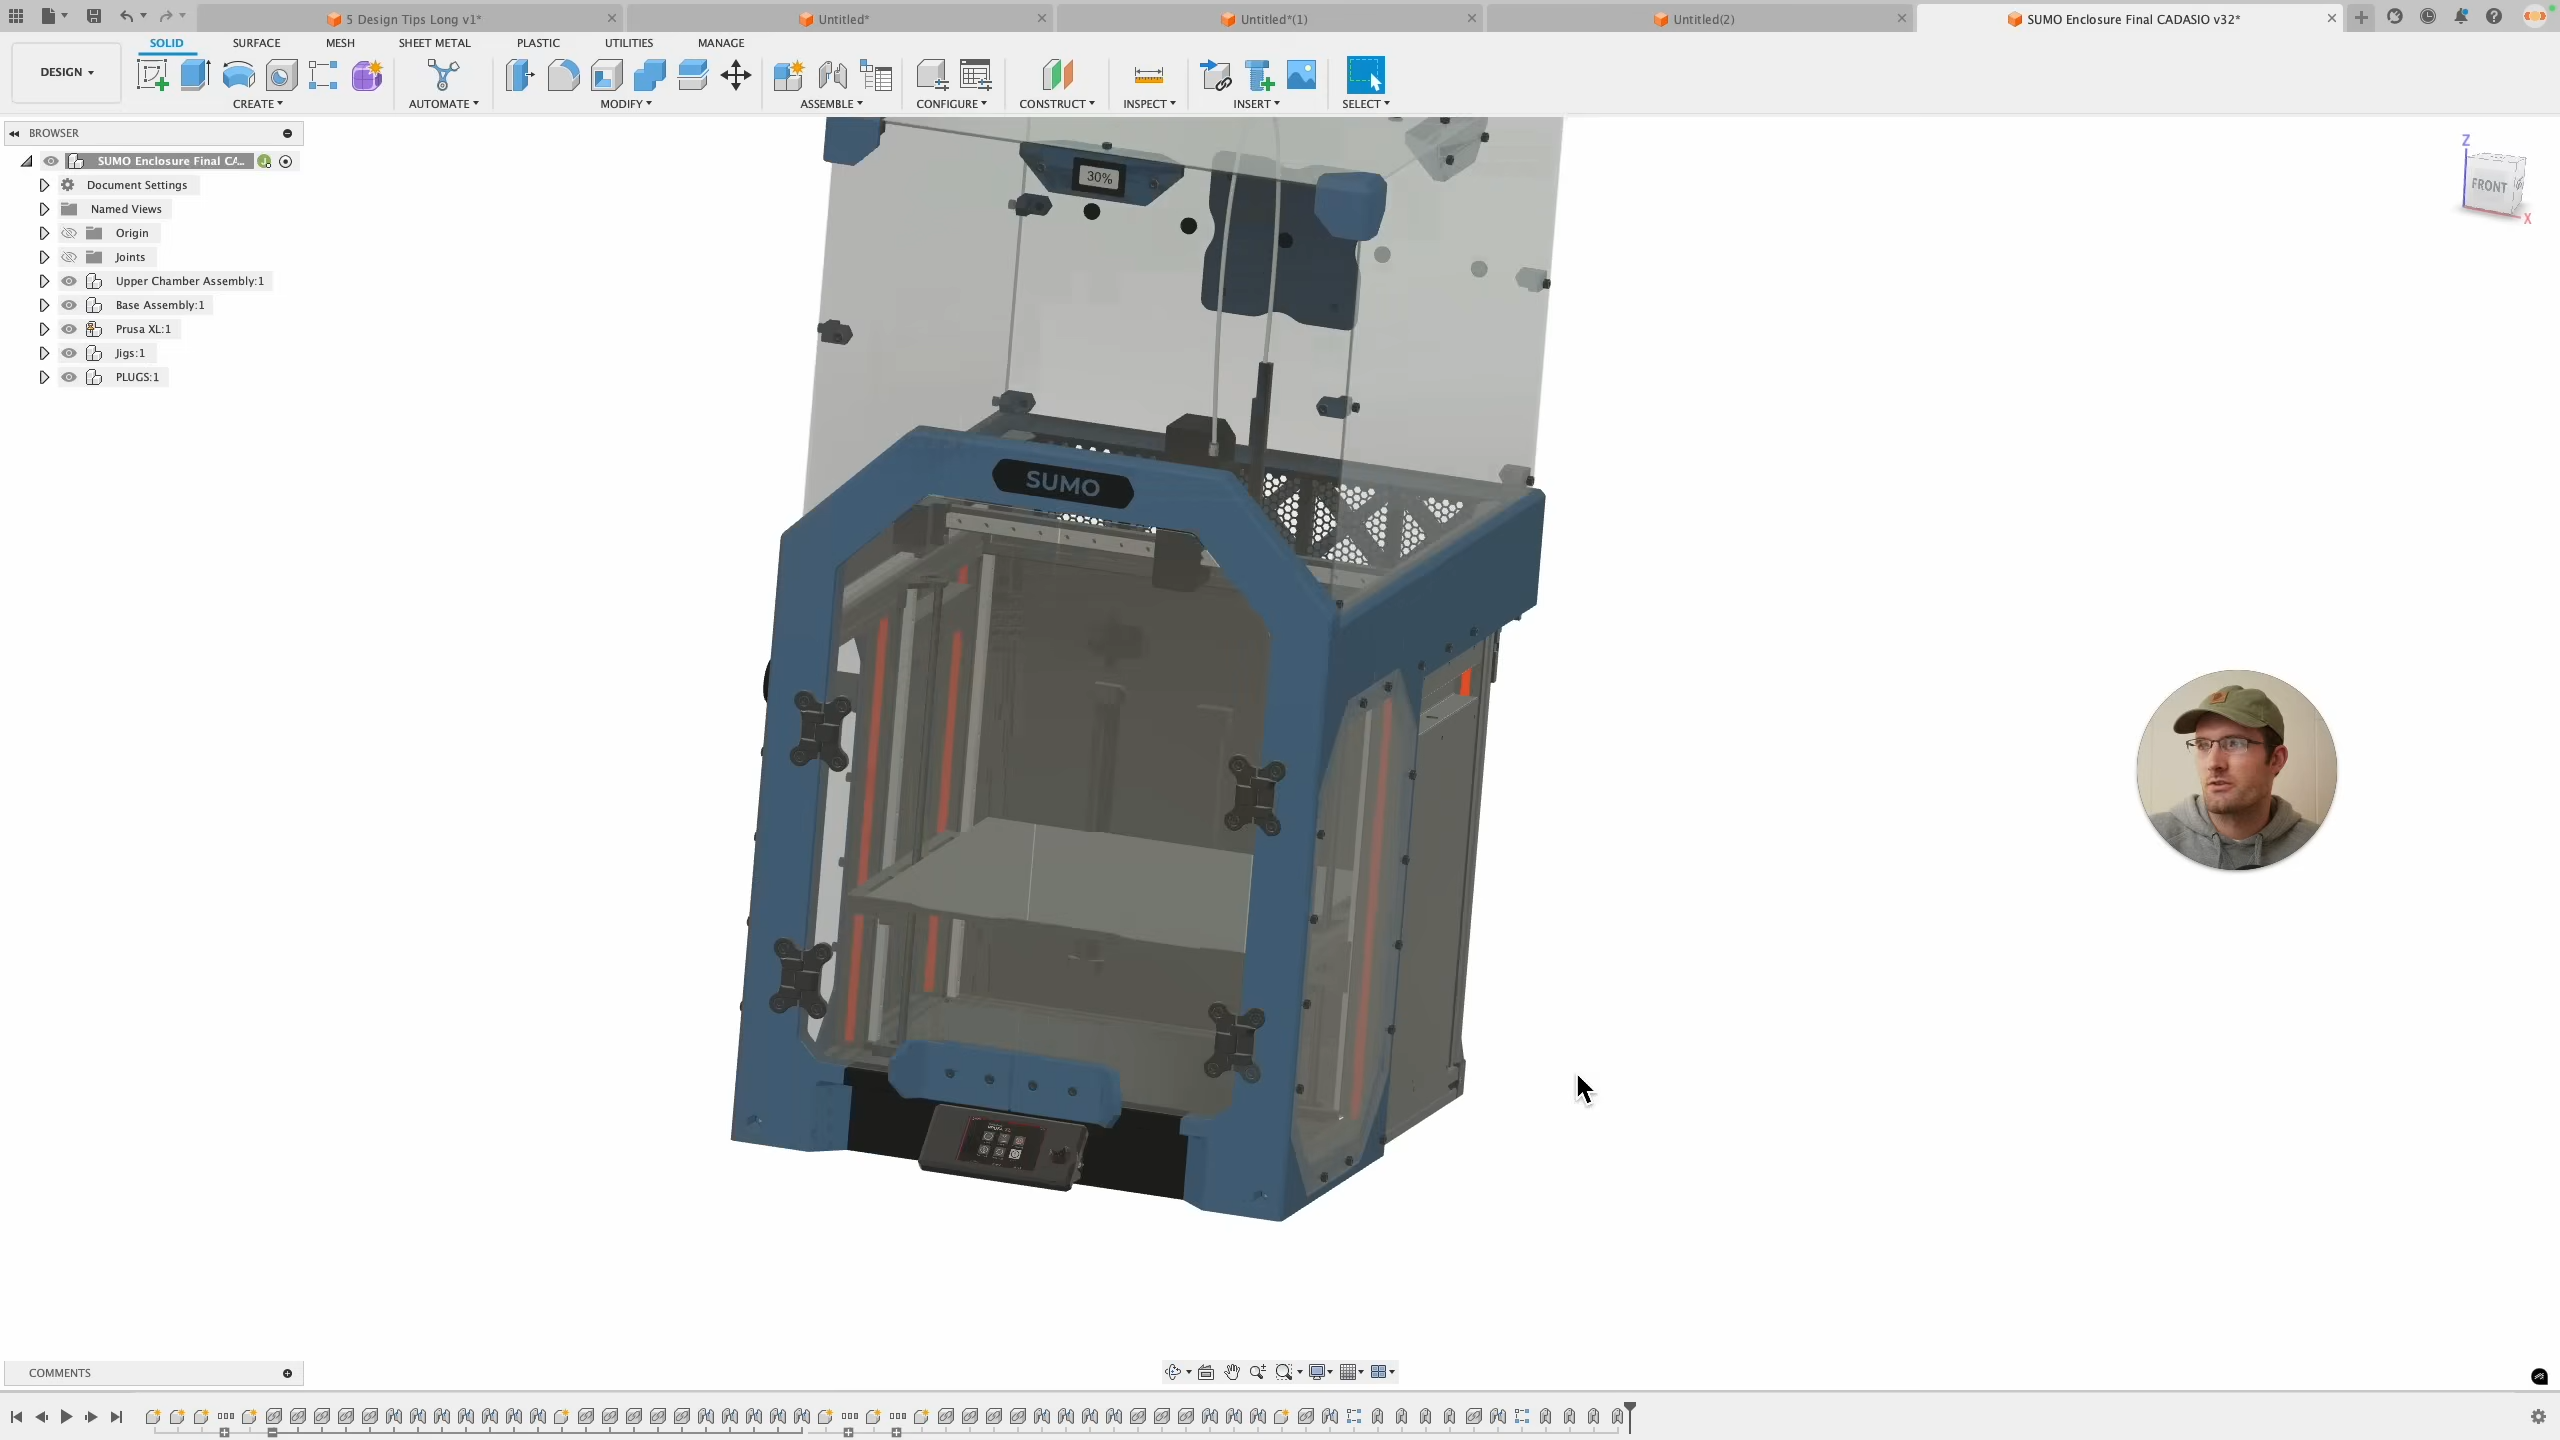 5 Design Tips Long v1*
Untitled*
Untitled*(1)
Untitled(2)
SUMO Enclosure Final CADASIO v32*
DESIGN
SOLID
SURFACE
MESH
SHEET METAL
PLASTIC
UTILITIES
MANAGE
CREATE
AUTOMATE
MODIFY
ASSEMBLE
CONFIGURE
CONSTRUCT
INSPECT
INSERT
SELECT
BROWSER
SUMO Enclosure Final CA...
Document Settings
Named Views
Origin
Joints
Upper Chamber Assembly:1
Base Assembly:1
Prusa XL:1
Jigs:1
PLUGS:1
30%
SUMO
Z
FRONT
X
COMMENTS